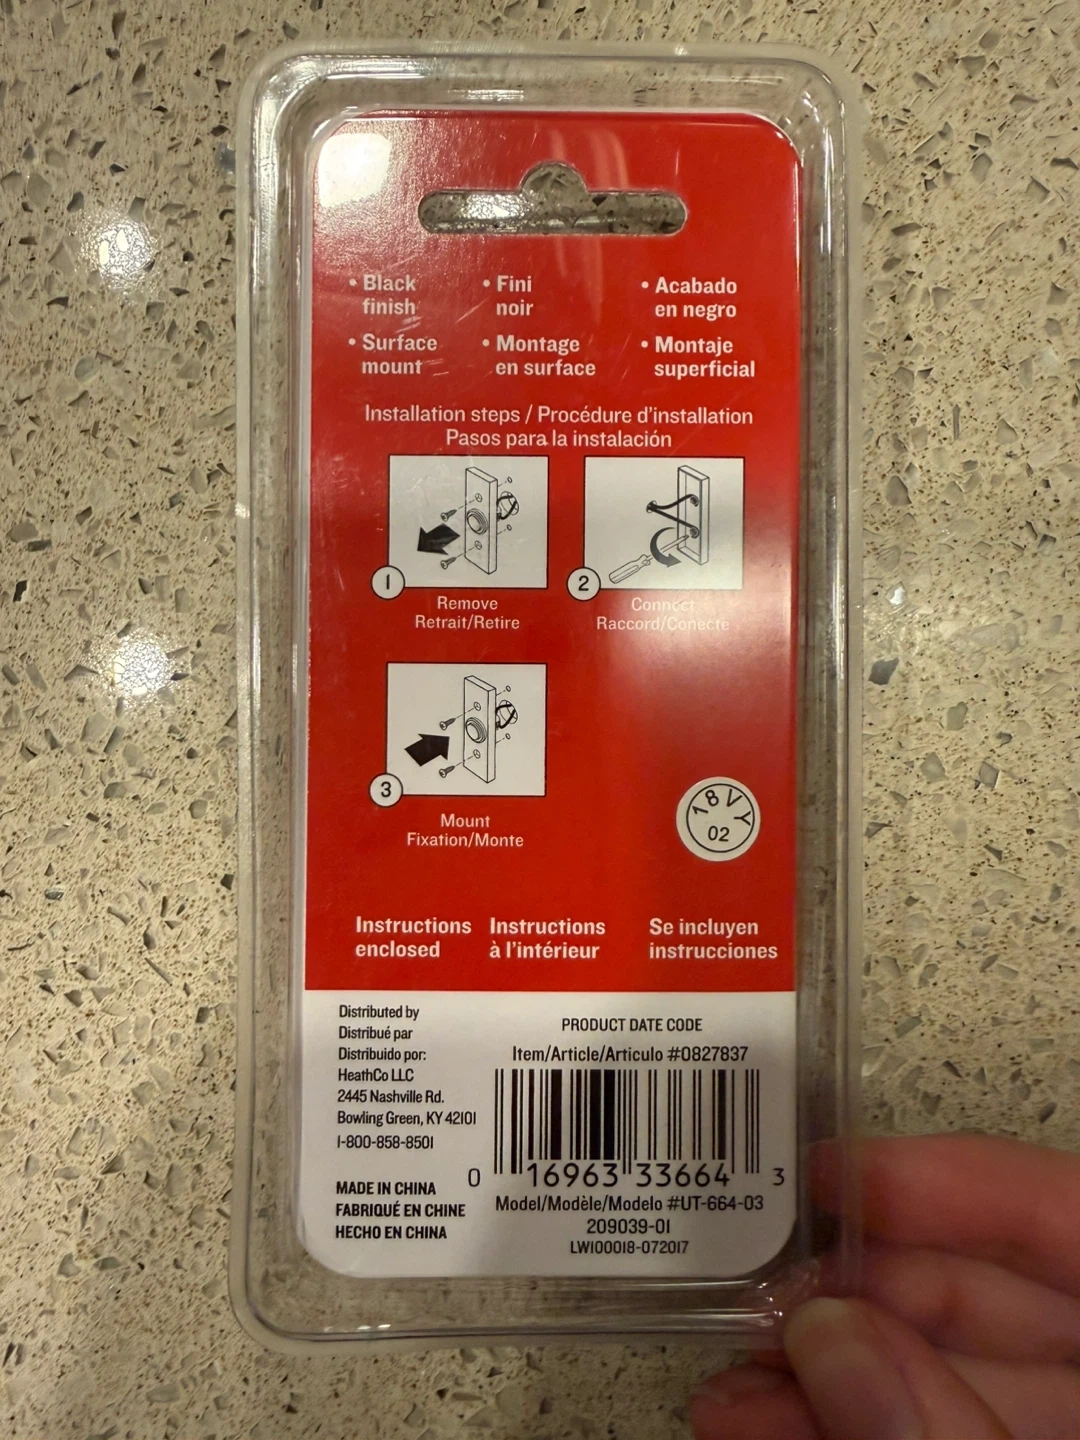 • Black
finish
• Surface
mount
• Fini
noir
• Montage
en surface
• Acabado
en negro
• Montaje
superficial
Installation steps / Procédure d'installation
Pasos para la instalación
1
Remove
Retrait/Retire
2
Connect
Raccord/Conecte
3
Mount
Fixation/Monte
18VY
02
Instructions
enclosed
Instructions
à l'intérieur
Se incluyen
instrucciones
Distributed by
Distribué par
Distribuido por:
HeathCo LLC
2445 Nashville Rd.
Bowling Green, KY 42101
1-800-858-8501
MADE IN CHINA
FABRIQUÉ EN CHINE
HECHO EN CHINA
PRODUCT DATE CODE
Item/Article/Articulo #0827837
0 16963 33664 3
Model/Modèle/Modelo #UT-664-03
209039-01
LW100018-072017